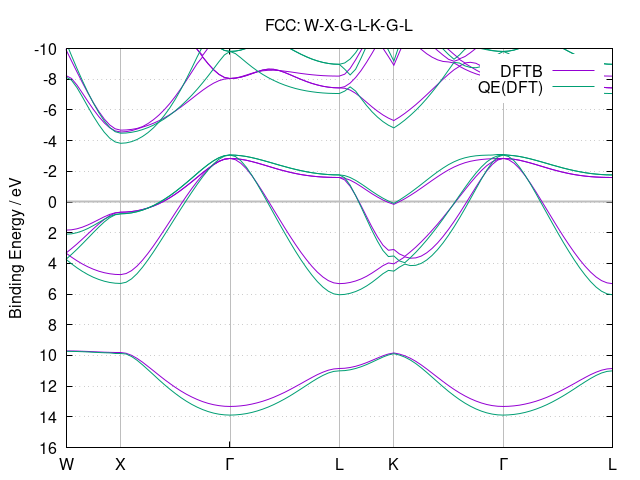 FCC: W-X-G-L-K-G-L
Binding Energy / eV
-10
-8
-6
-4
-2
0
2
4
6
8
10
12
14
16
DFTB
QE(DFT)
W X Γ L K Γ L